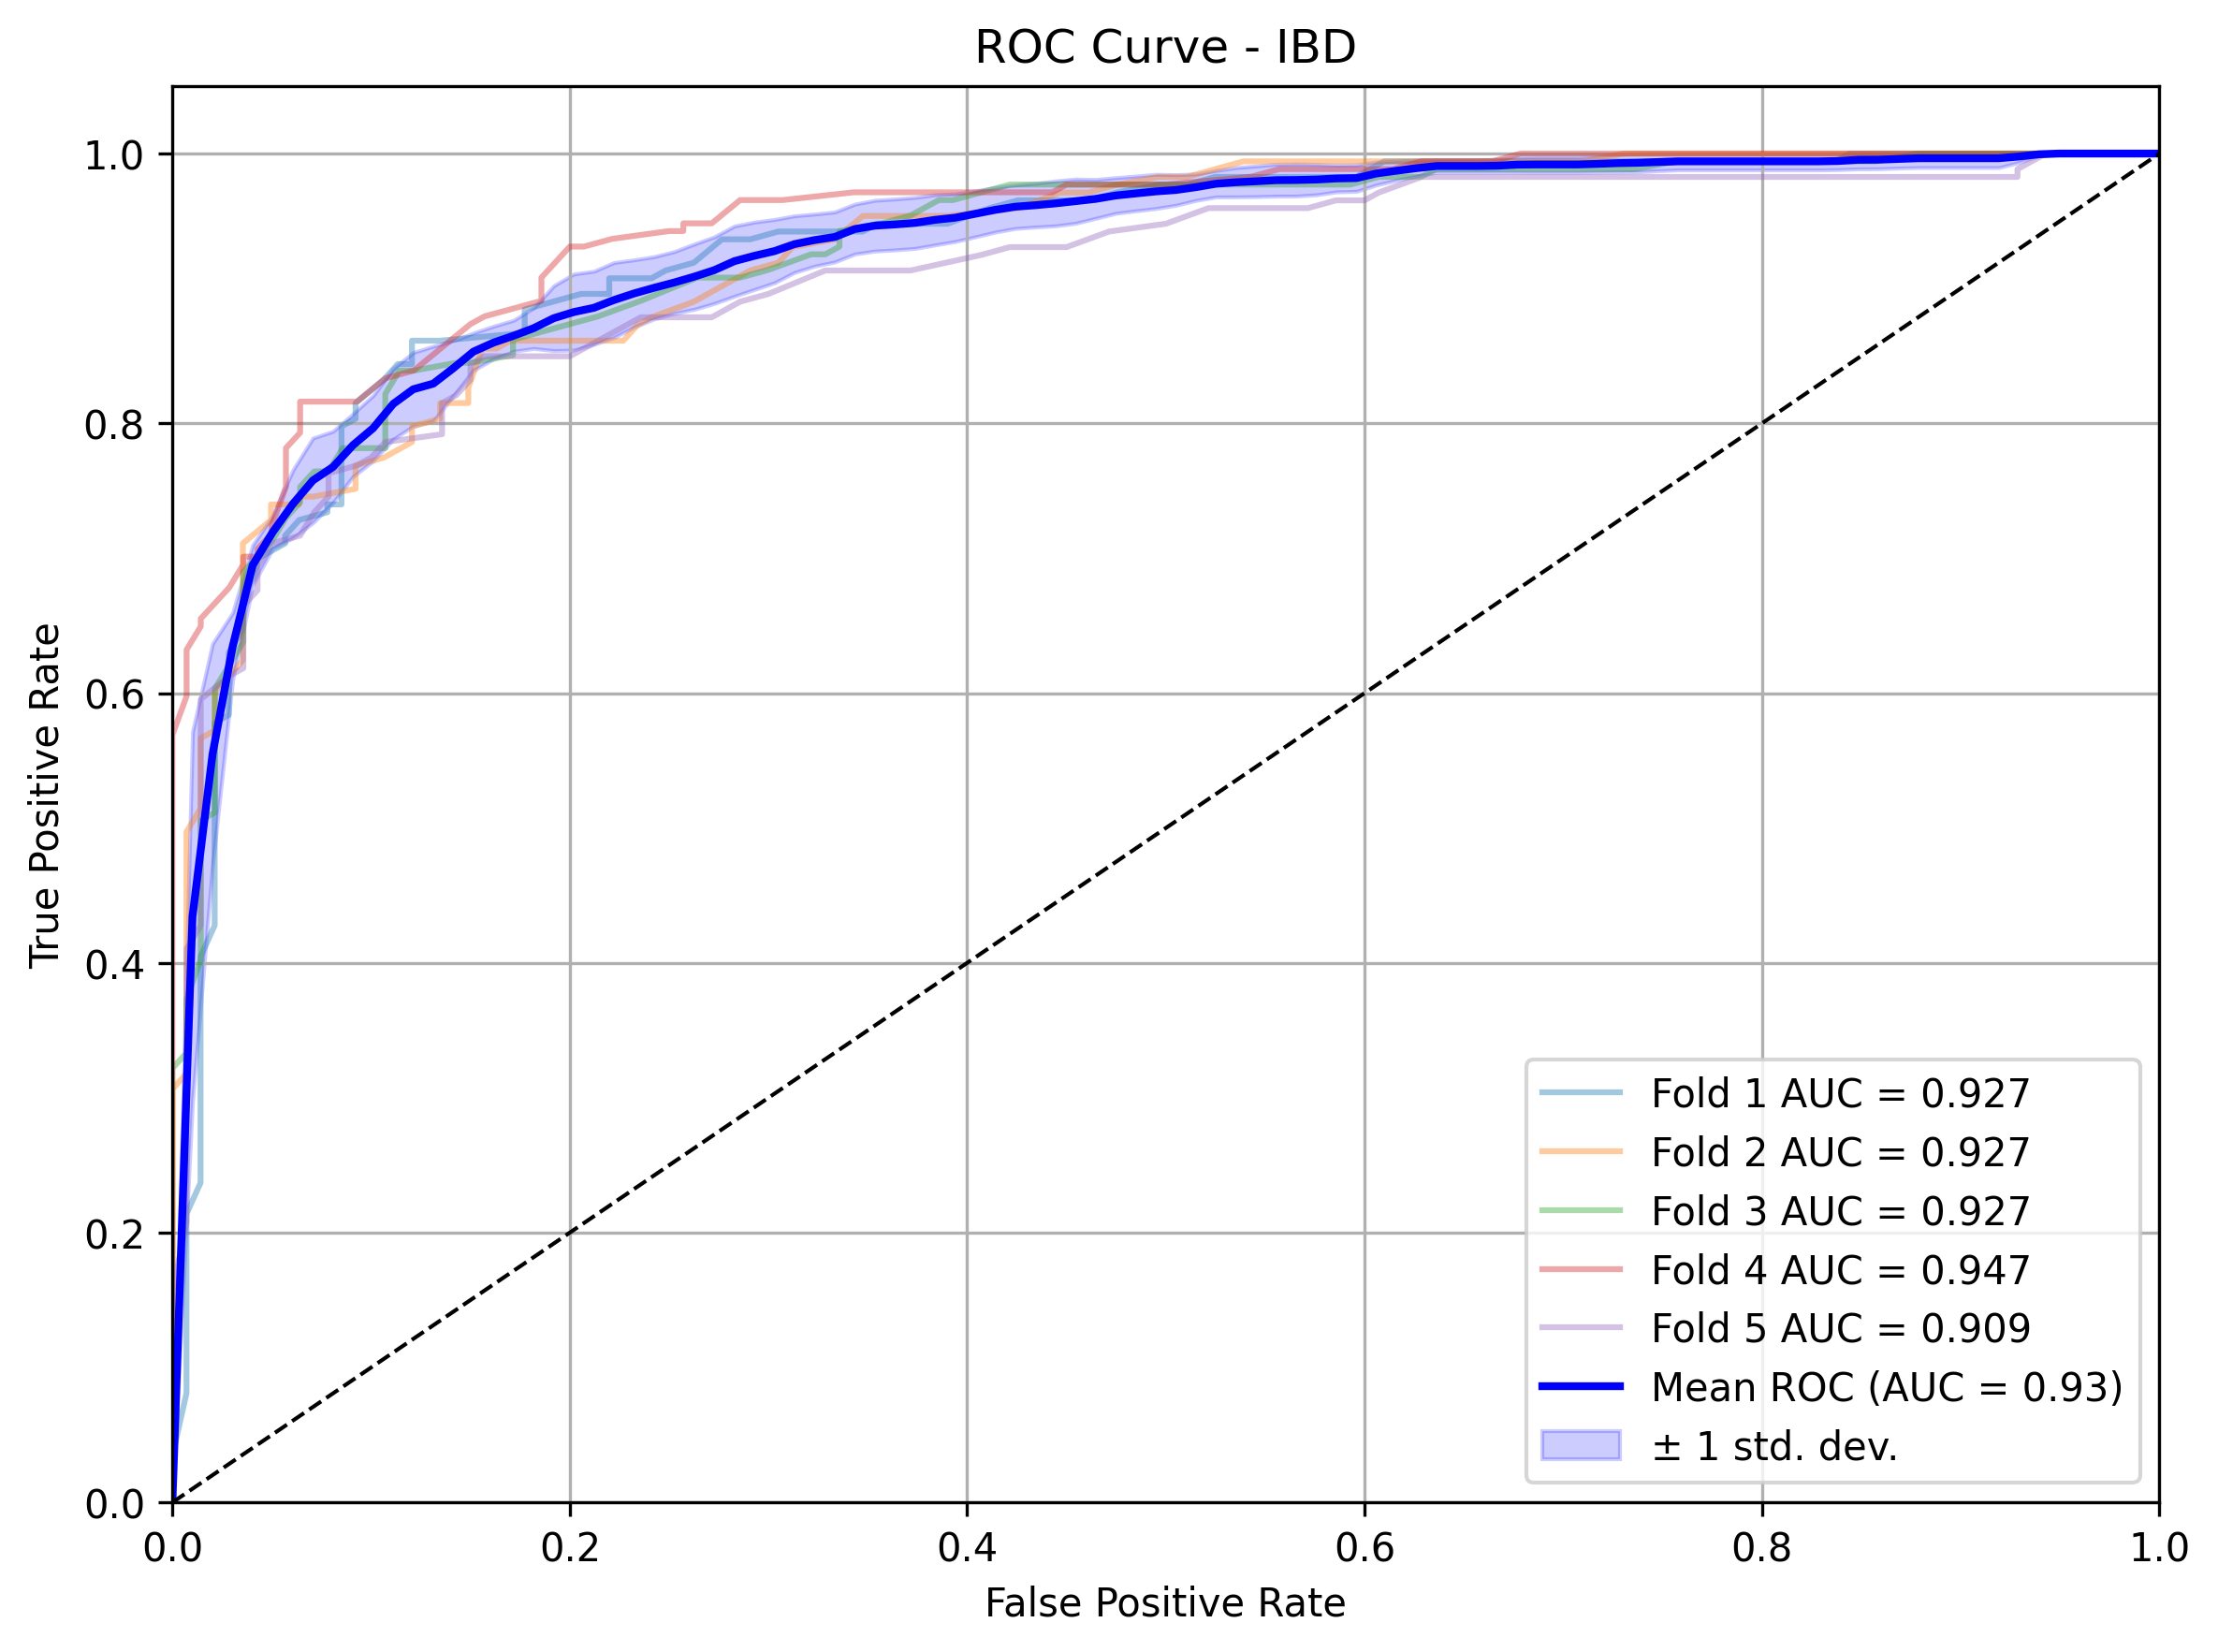 ROC Curve - IBD
True Positive Rate
1.0
0.8
0.6
0.4
0.2
0.0
0.0 0.2 0.4 0.6 0.8 1.0
False Positive Rate
Fold 1 AUC = 0.927
Fold 2 AUC = 0.927
Fold 3 AUC = 0.927
Fold 4 AUC = 0.947
Fold 5 AUC = 0.909
Mean ROC (AUC = 0.93)
± 1 std. dev.